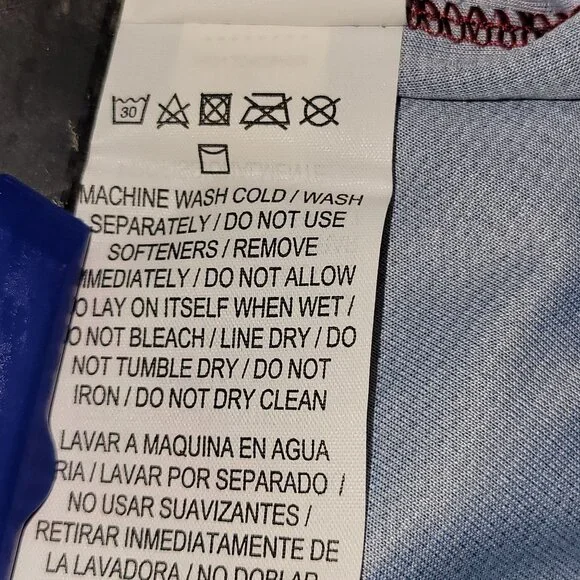 30
MACHINE WASH COLD / WASH
SEPARATELY / DO NOT USE
SOFTENERS / REMOVE
MMEDIATELY / DO NOT ALLOW
O LAY ON ITSELF WHEN WET /
O NOT BLEACH / LINE DRY / DO
NOT TUMBLE DRY / DO NOT
IRON / DO NOT DRY CLEAN
LAVAR A MAQUINA EN AGUA
RIA / LAVAR POR SEPARADO /
NO USAR SUAVIZANTES /
RETIRAR INMEDIATAMENTE DE
LA LAVADORA / NO DOBLAR